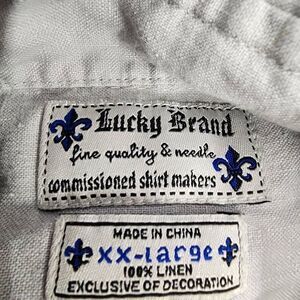 Lucky Brand
fine quality & needle
commissioned shirt makers
MADE IN CHINA
XX-Large
100% LINEN
EXCLUSIVE OF DECORATION